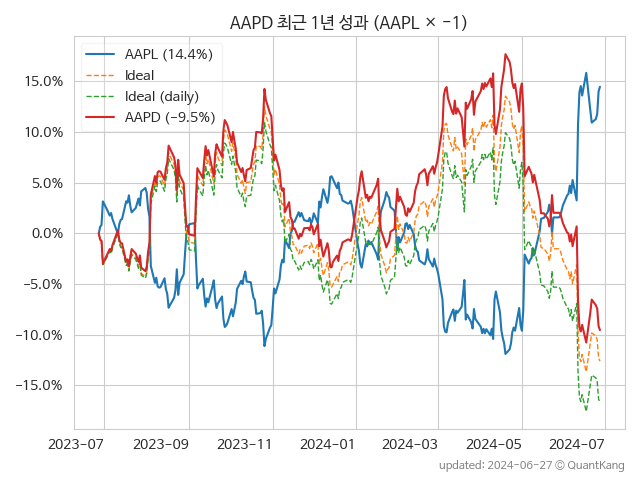 AAPD 최근 1년 성과 (AAPL × −1)
AAPL (14.4%)
Ideal
Ideal (daily)
AAPD (−9.5%)
15.0%
10.0%
5.0%
0.0%
−5.0%
−10.0%
−15.0%
2023-07 2023-09 2023-11 2024-01 2024-03 2024-05 2024-07
updated: 2024-06-27 © QuantKang